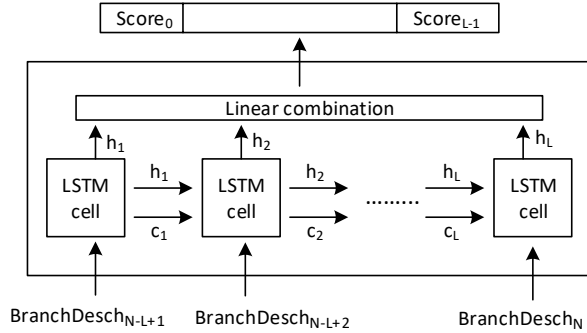 Score0 ScoreL-1
Linear combination
h1 h2 hL
h1 h2 hL
LSTM cell LSTM cell ......... LSTM cell
c1 c2 cL
BranchDeschN-L+1 BranchDeschN-L+2 BranchDeschN